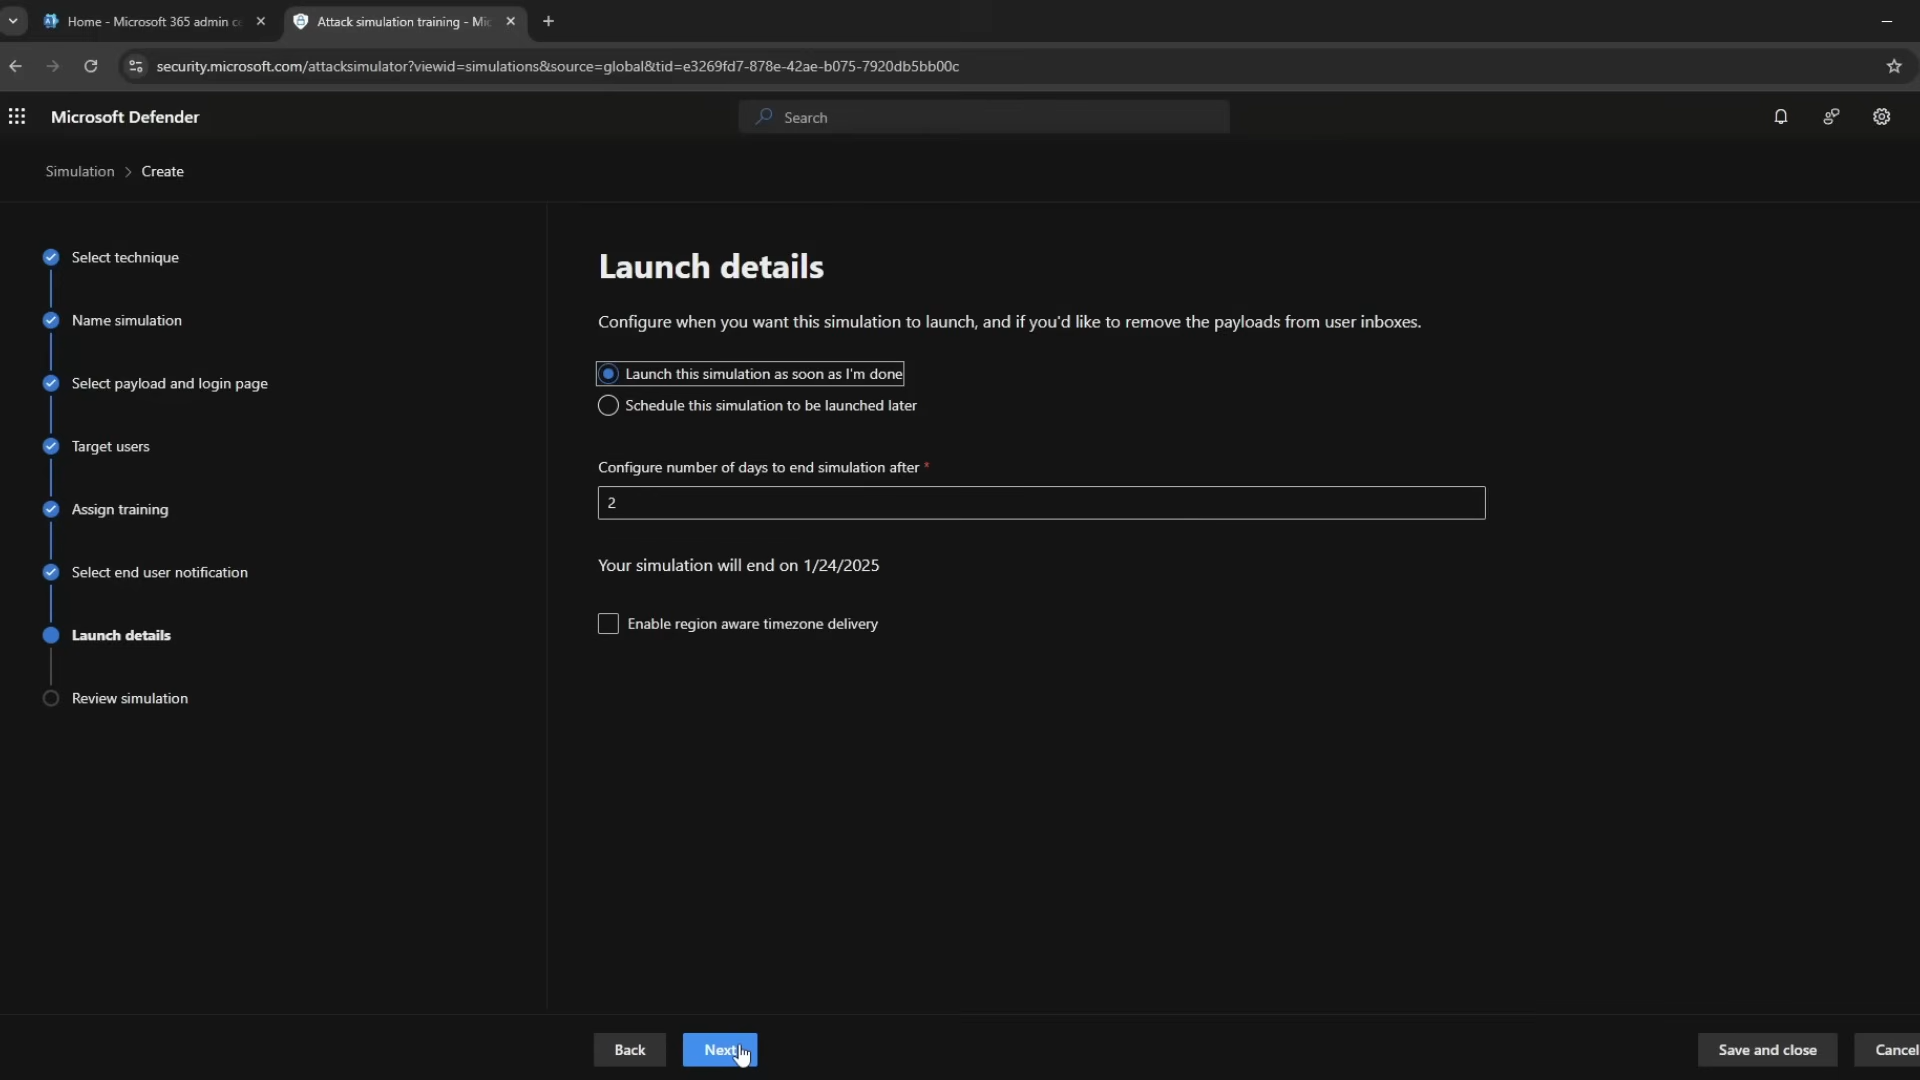 Home - Microsoft 365 admin c
Attack simulation training - Mic
security.microsoft.com/attacksimulator?viewid=simulations&source=global&tid=e3269fd7-878e-42ae-b075-7920db5bb00c
Microsoft Defender
Search
Simulation > Create
Select technique
Name simulation
Select payload and login page
Target users
Assign training
Select end user notification
Launch details
Review simulation
Launch details
Configure when you want this simulation to launch, and if you'd like to remove the payloads from user inboxes.
Launch this simulation as soon as I'm done
Schedule this simulation to be launched later
Configure number of days to end simulation after *
2
Your simulation will end on 1/24/2025
Enable region aware timezone delivery
Back
Next
Save and close
Cancel